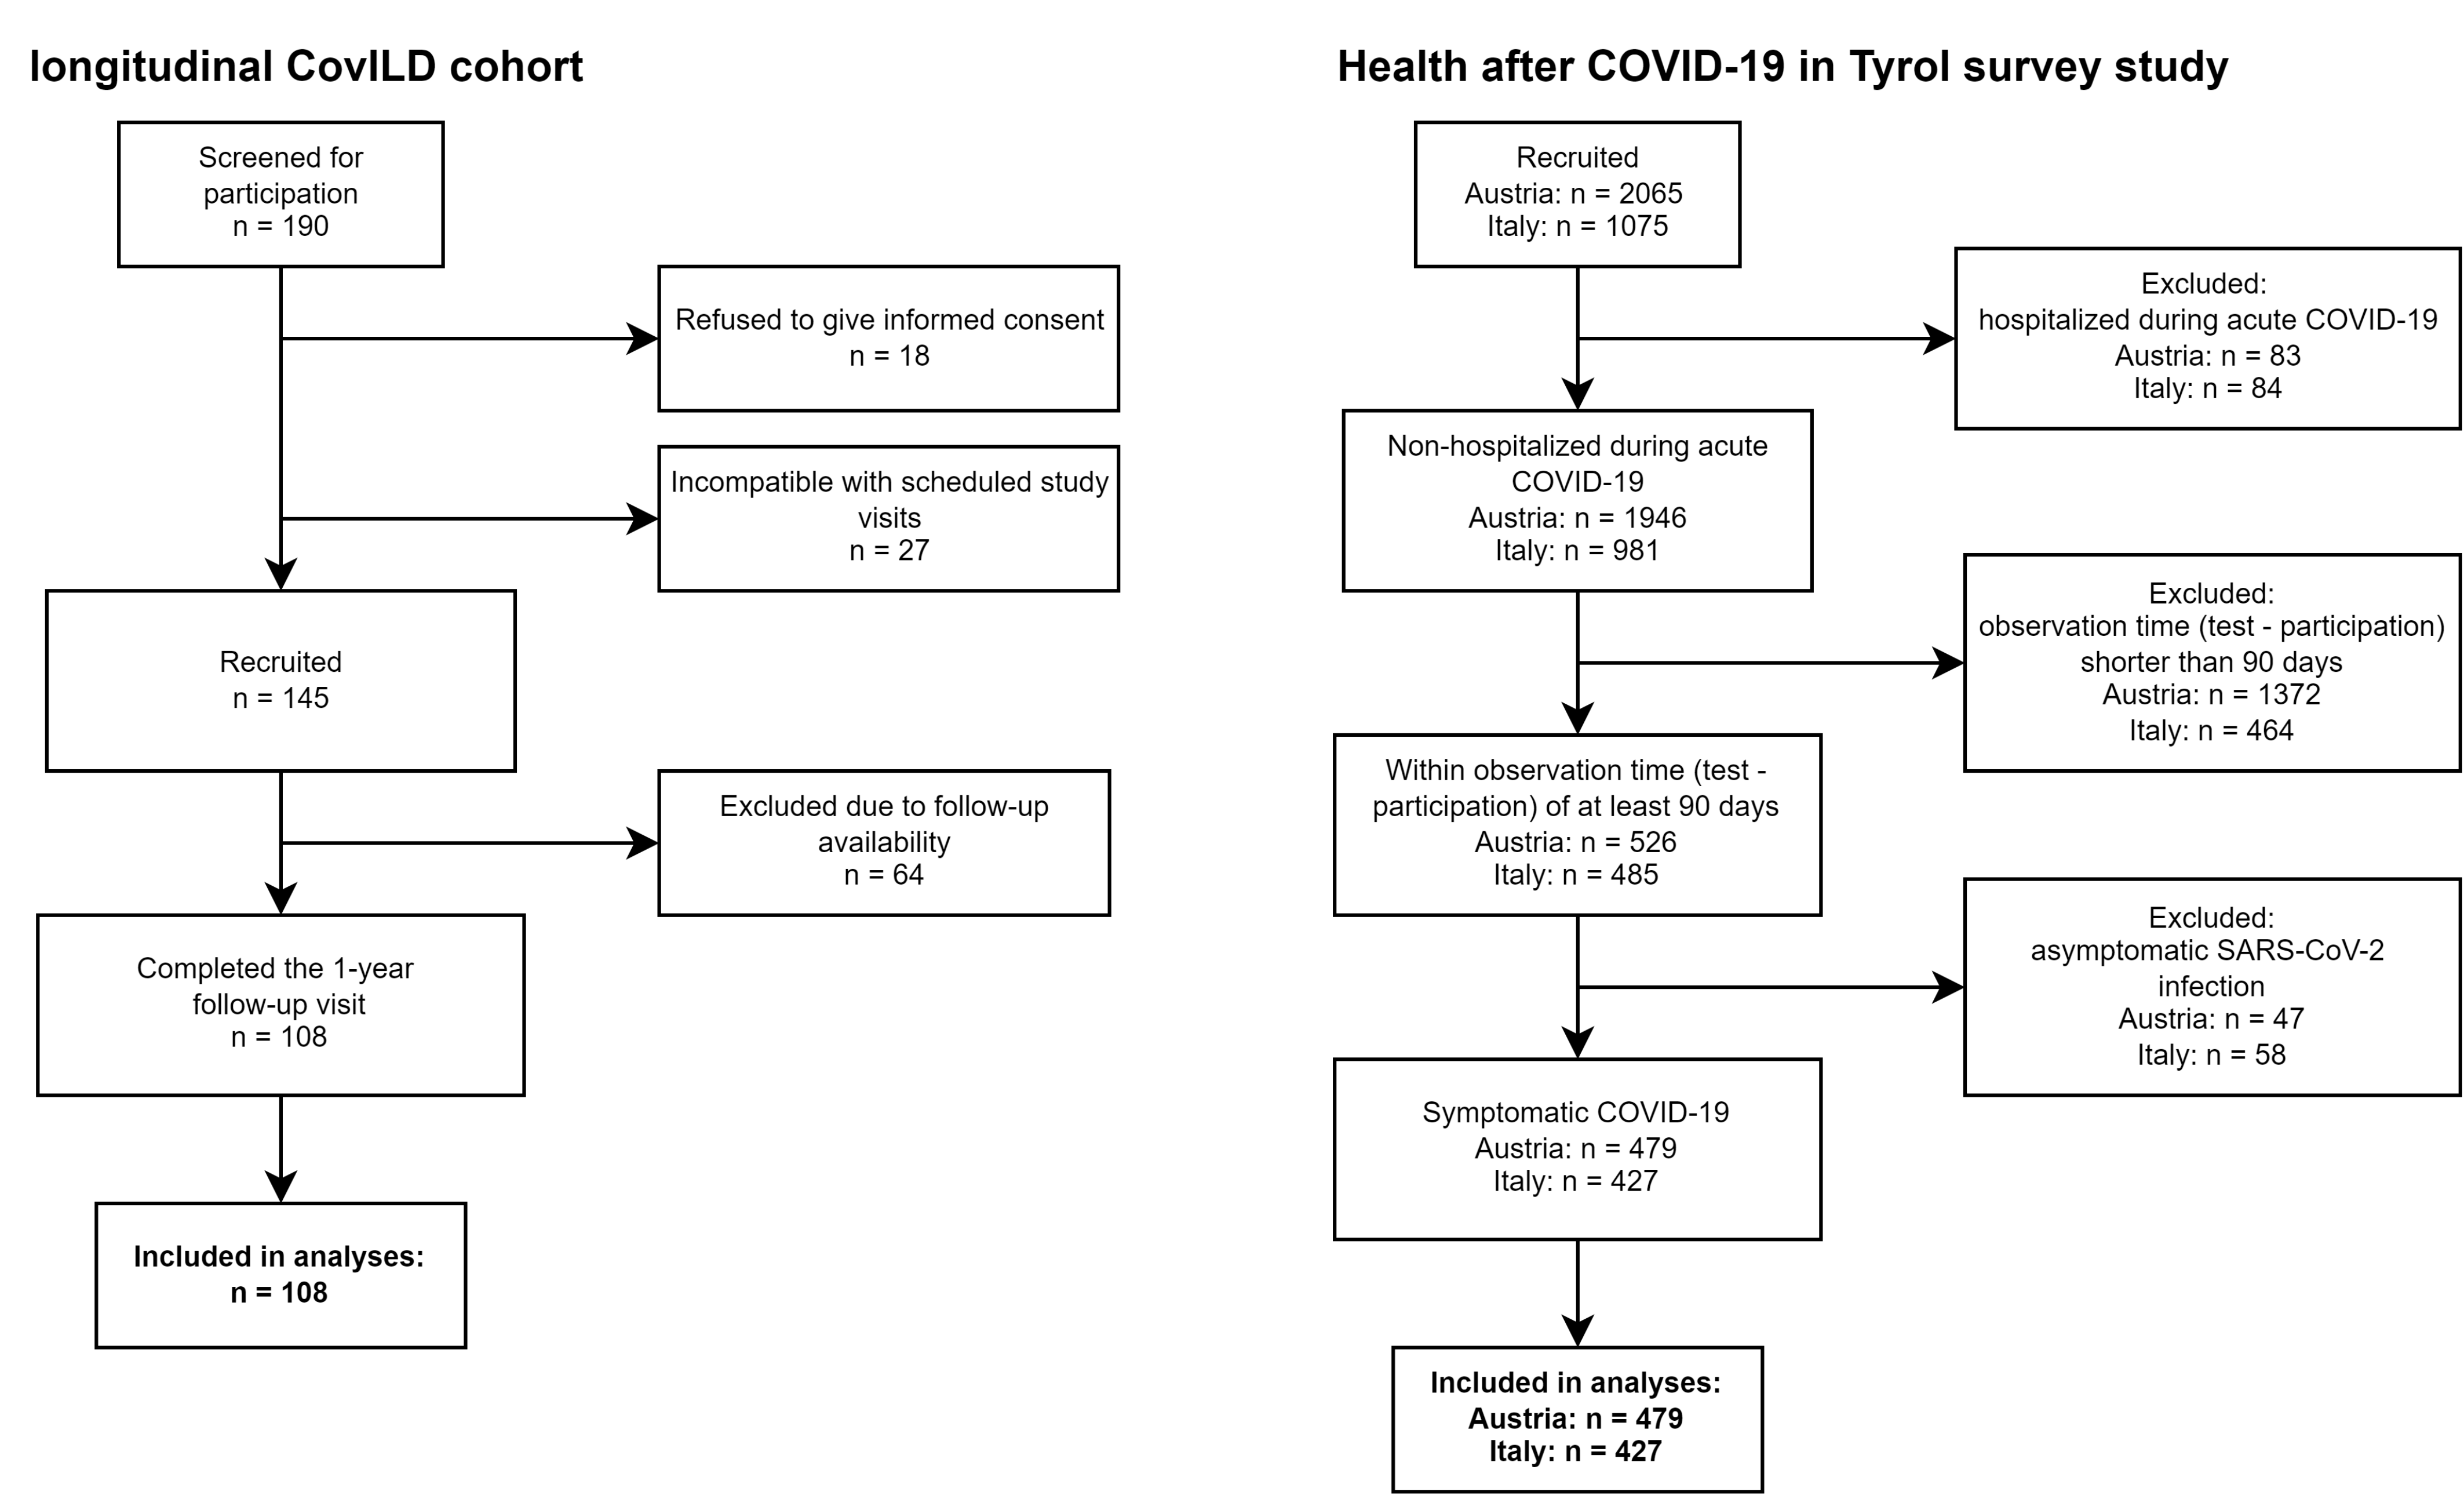 longitudinal CovILD cohort
Screened for
participation
n = 190
Refused to give informed consent
n = 18
Incompatible with scheduled study
visits
n = 27
Recruited
n = 145
Excluded due to follow-up
availability
n = 64
Completed the 1-year
follow-up visit
n = 108
Included in analyses:
n = 108
Health after COVID-19 in Tyrol survey study
Recruited
Austria: n = 2065
Italy: n = 1075
Excluded:
hospitalized during acute COVID-19
Austria: n = 83
Italy: n = 84
Non-hospitalized during acute
COVID-19
Austria: n = 1946
Italy: n = 981
Excluded:
observation time (test - participation)
shorter than 90 days
Austria: n = 1372
Italy: n = 464
Within observation time (test -
participation) of at least 90 days
Austria: n = 526
Italy: n = 485
Excluded:
asymptomatic SARS-CoV-2
infection
Austria: n = 47
Italy: n = 58
Symptomatic COVID-19
Austria: n = 479
Italy: n = 427
Included in analyses:
Austria: n = 479
Italy: n = 427